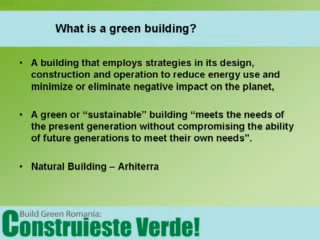 What is a green building?
• A building that employs strategies in its design,
construction and operation to reduce energy use and
minimize or eliminate negative impact on the planet,
• A green or “sustainable” building “meets the needs of
the present generation without compromising the ability
of future generations to meet their own needs”.
• Natural Building – Arhiterra
Build Green Romania:
Construieste Verde!